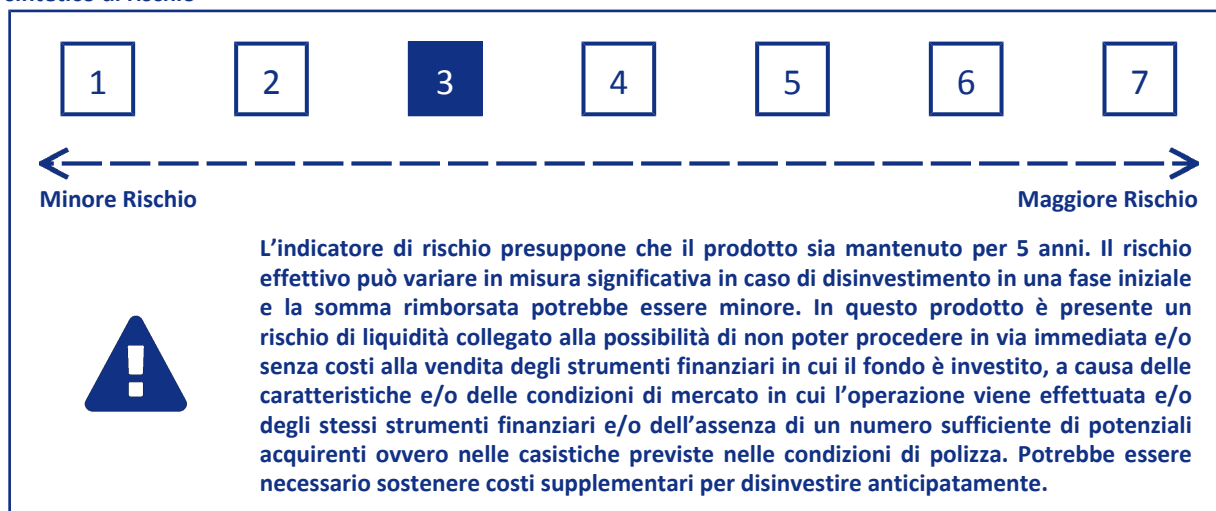 sintetico di rischio
1 2 3 4 5 6 7
Minore Rischio Maggiore Rischio
L’indicatore di rischio presuppone che il prodotto sia mantenuto per 5 anni. Il rischio
effettivo può variare in misura significativa in caso di disinvestimento in una fase iniziale
e la somma rimborsata potrebbe essere minore. In questo prodotto è presente un
rischio di liquidità collegato alla possibilità di non poter procedere in via immediata e/o
senza costi alla vendita degli strumenti finanziari in cui il fondo è investito, a causa delle
caratteristiche e/o delle condizioni di mercato in cui l’operazione viene effettuata e/o
degli stessi strumenti finanziari e/o dell’assenza di un numero sufficiente di potenziali
acquirenti ovvero nelle casistiche previste nelle condizioni di polizza. Potrebbe essere
necessario sostenere costi supplementari per disinvestire anticipatamente.